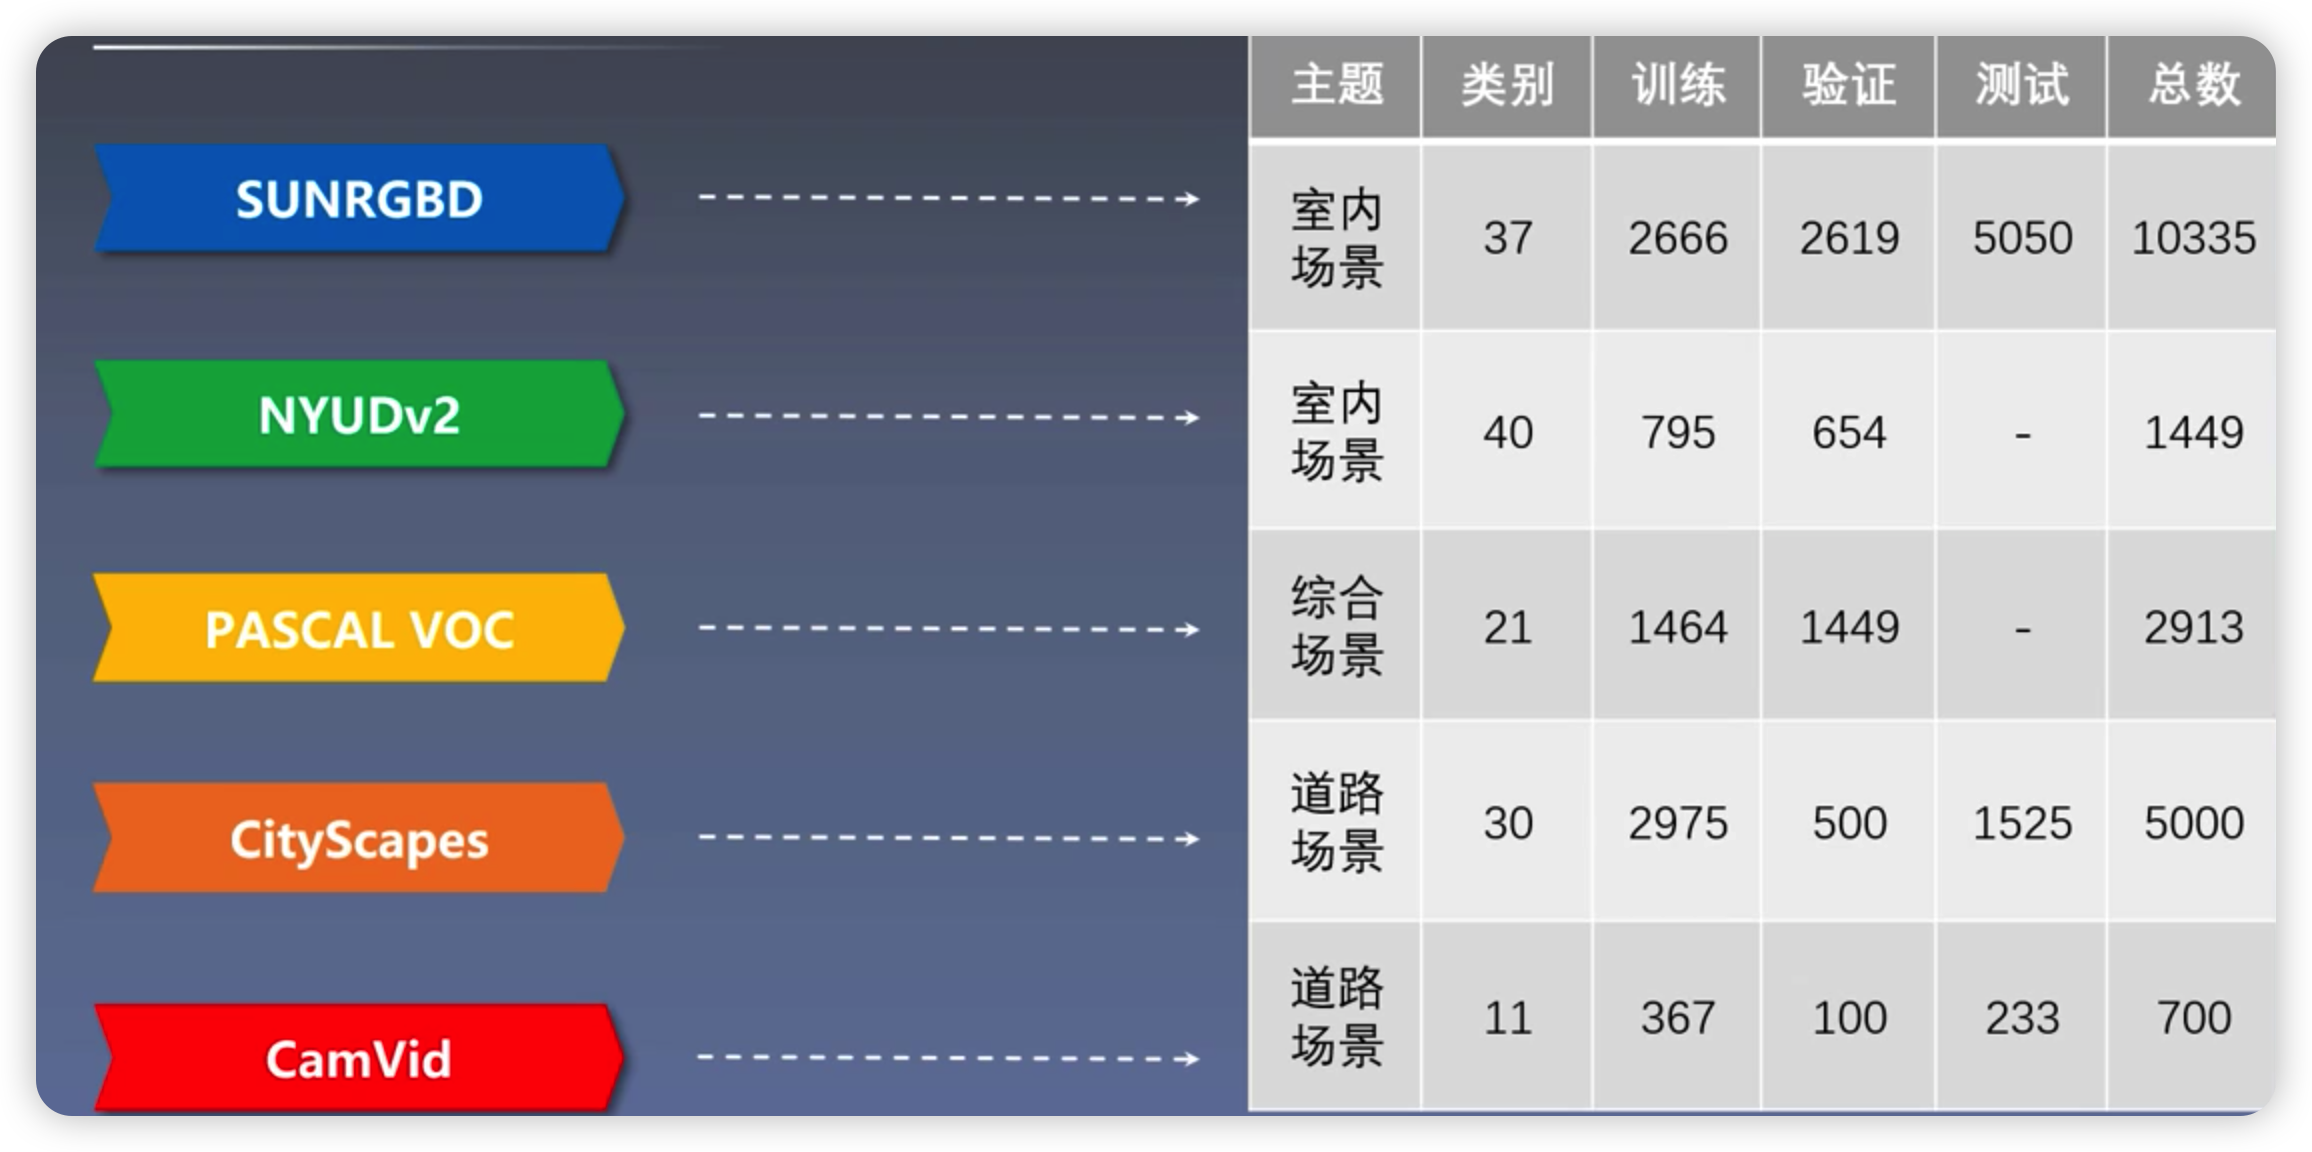 主题 类别 训练 验证 测试 总数
SUNRGBD
室内
场景
37 2666 2619 5050 10335
NYUDv2
室内
场景
40 795 654 - 1449
PASCAL VOC
综合
场景
21 1464 1449 - 2913
CityScapes
道路
场景
30 2975 500 1525 5000
CamVid
道路
场景
11 367 100 233 700